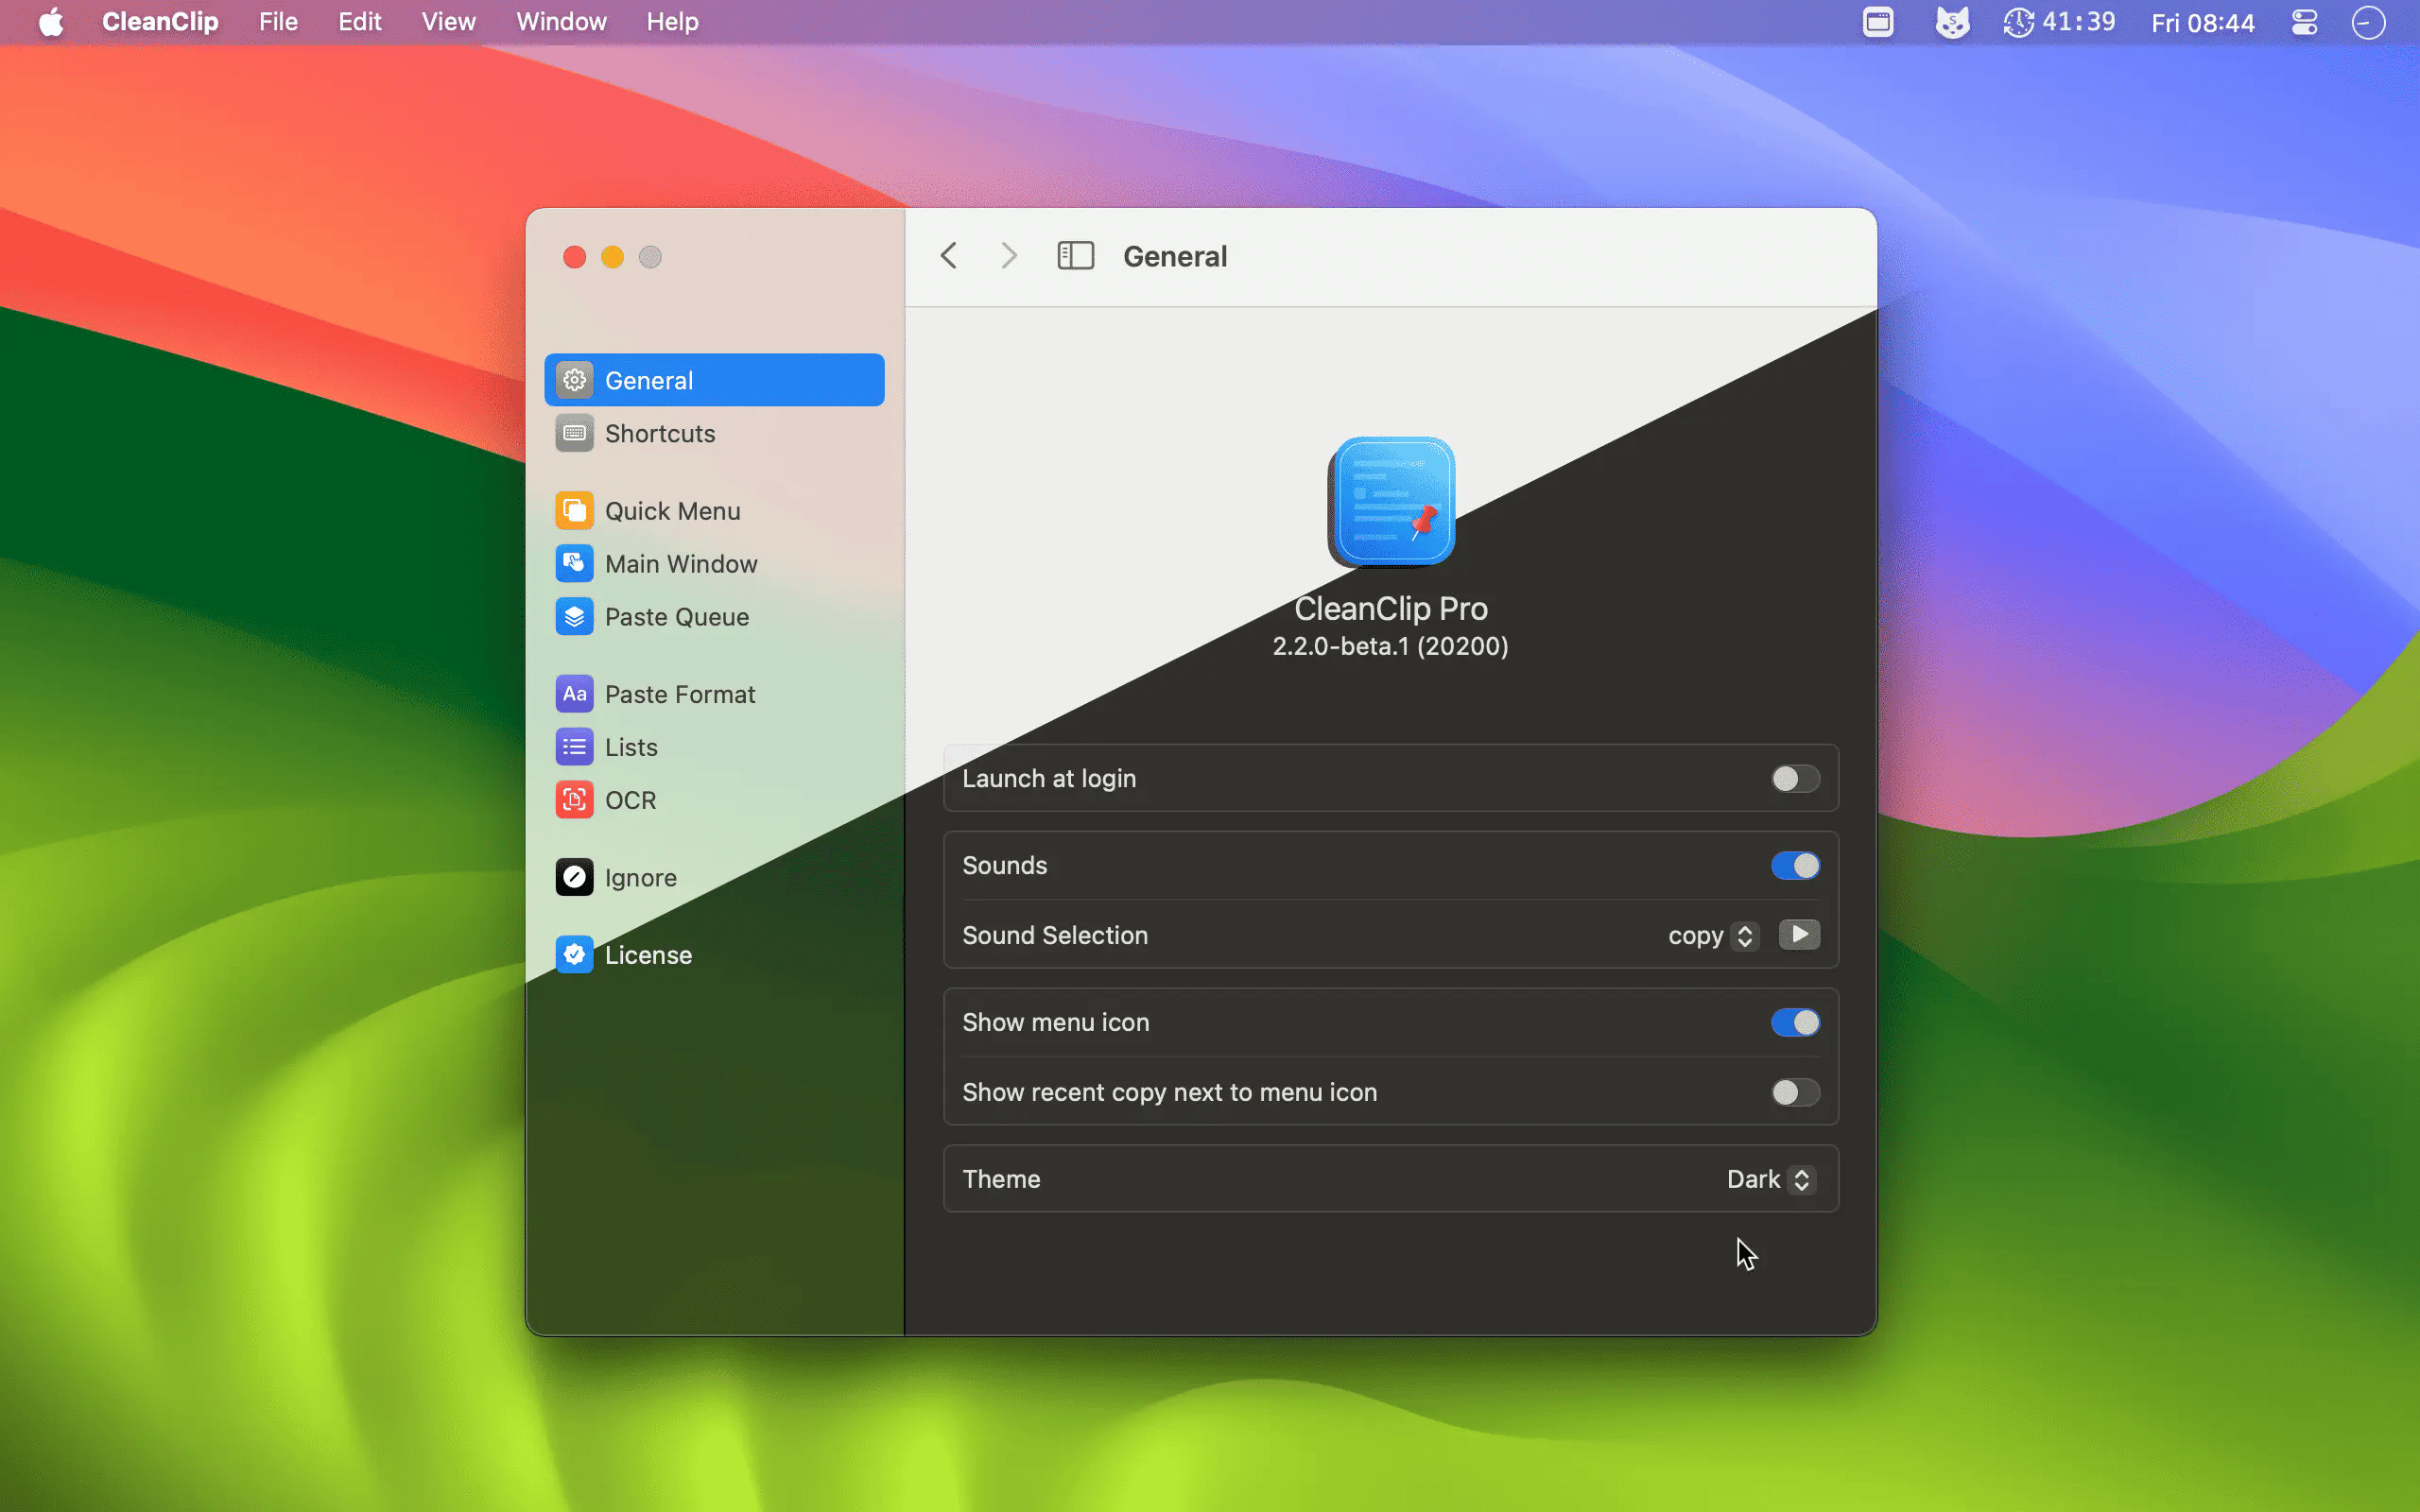 CleanClip File Edit View Window Help 41:39 Fri 08:44
General
General
Shortcuts
Quick Menu
Main Window
Paste Queue
Aa Paste Format
Lists
OCR
Ignore
License
CleanClip Pro
2.2.0-beta.1 (20200)
Launch at login
Sounds
Sound Selection copy
Show menu icon
Show recent copy next to menu icon
Theme Dark